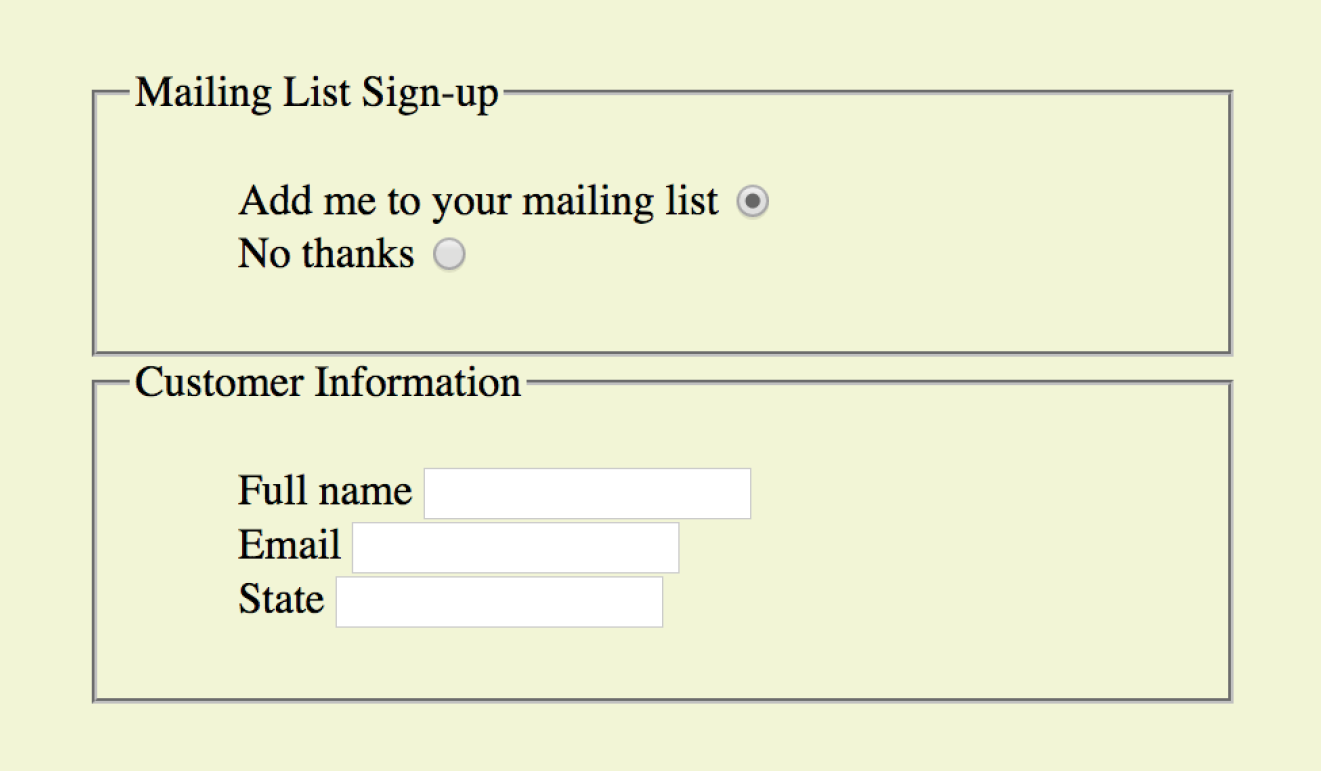 Mailing List Sign-up
Add me to your mailing list
No thanks
Customer Information
Full name
Email
State